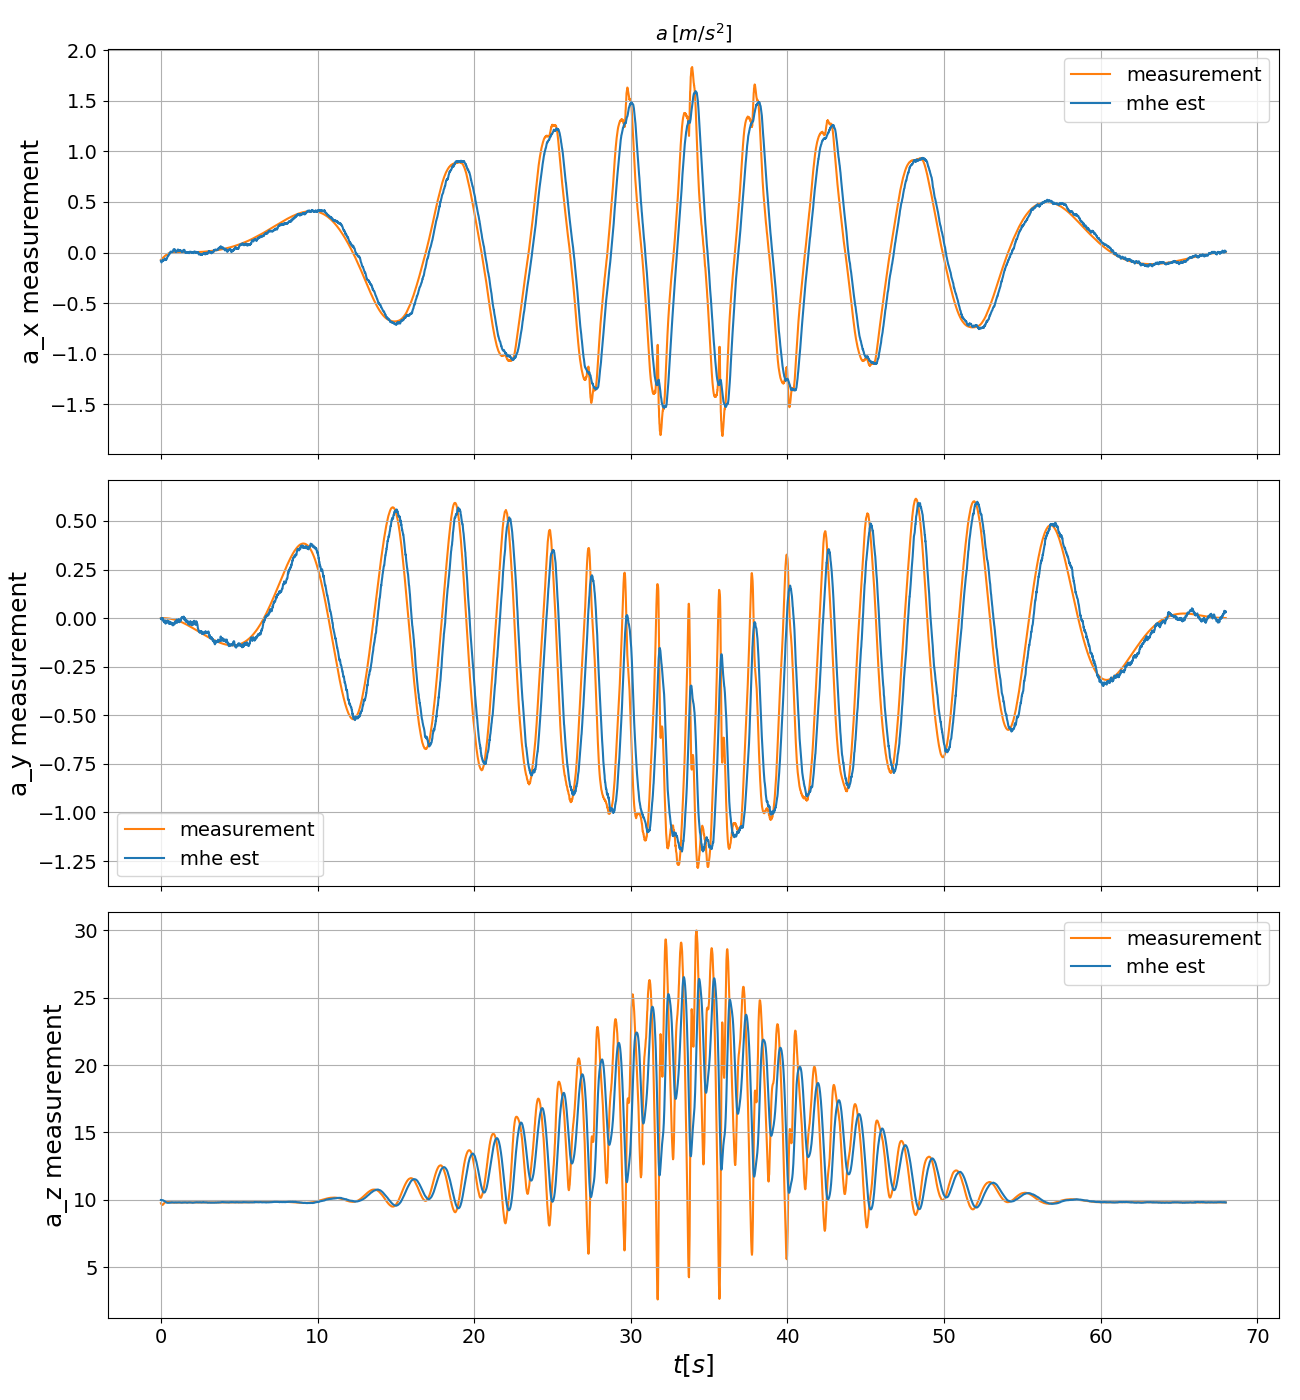 a [m/s²]
2.0
1.5
1.0
0.5
0.0
−0.5
−1.0
−1.5
a_x measurement
measurement
mhe est
0.50
0.25
0.00
−0.25
−0.50
−0.75
−1.00
−1.25
a_y measurement
measurement
mhe est
30
25
20
15
10
5
a_z measurement
measurement
mhe est
0 10 20 30 40 50 60 70
t[s]